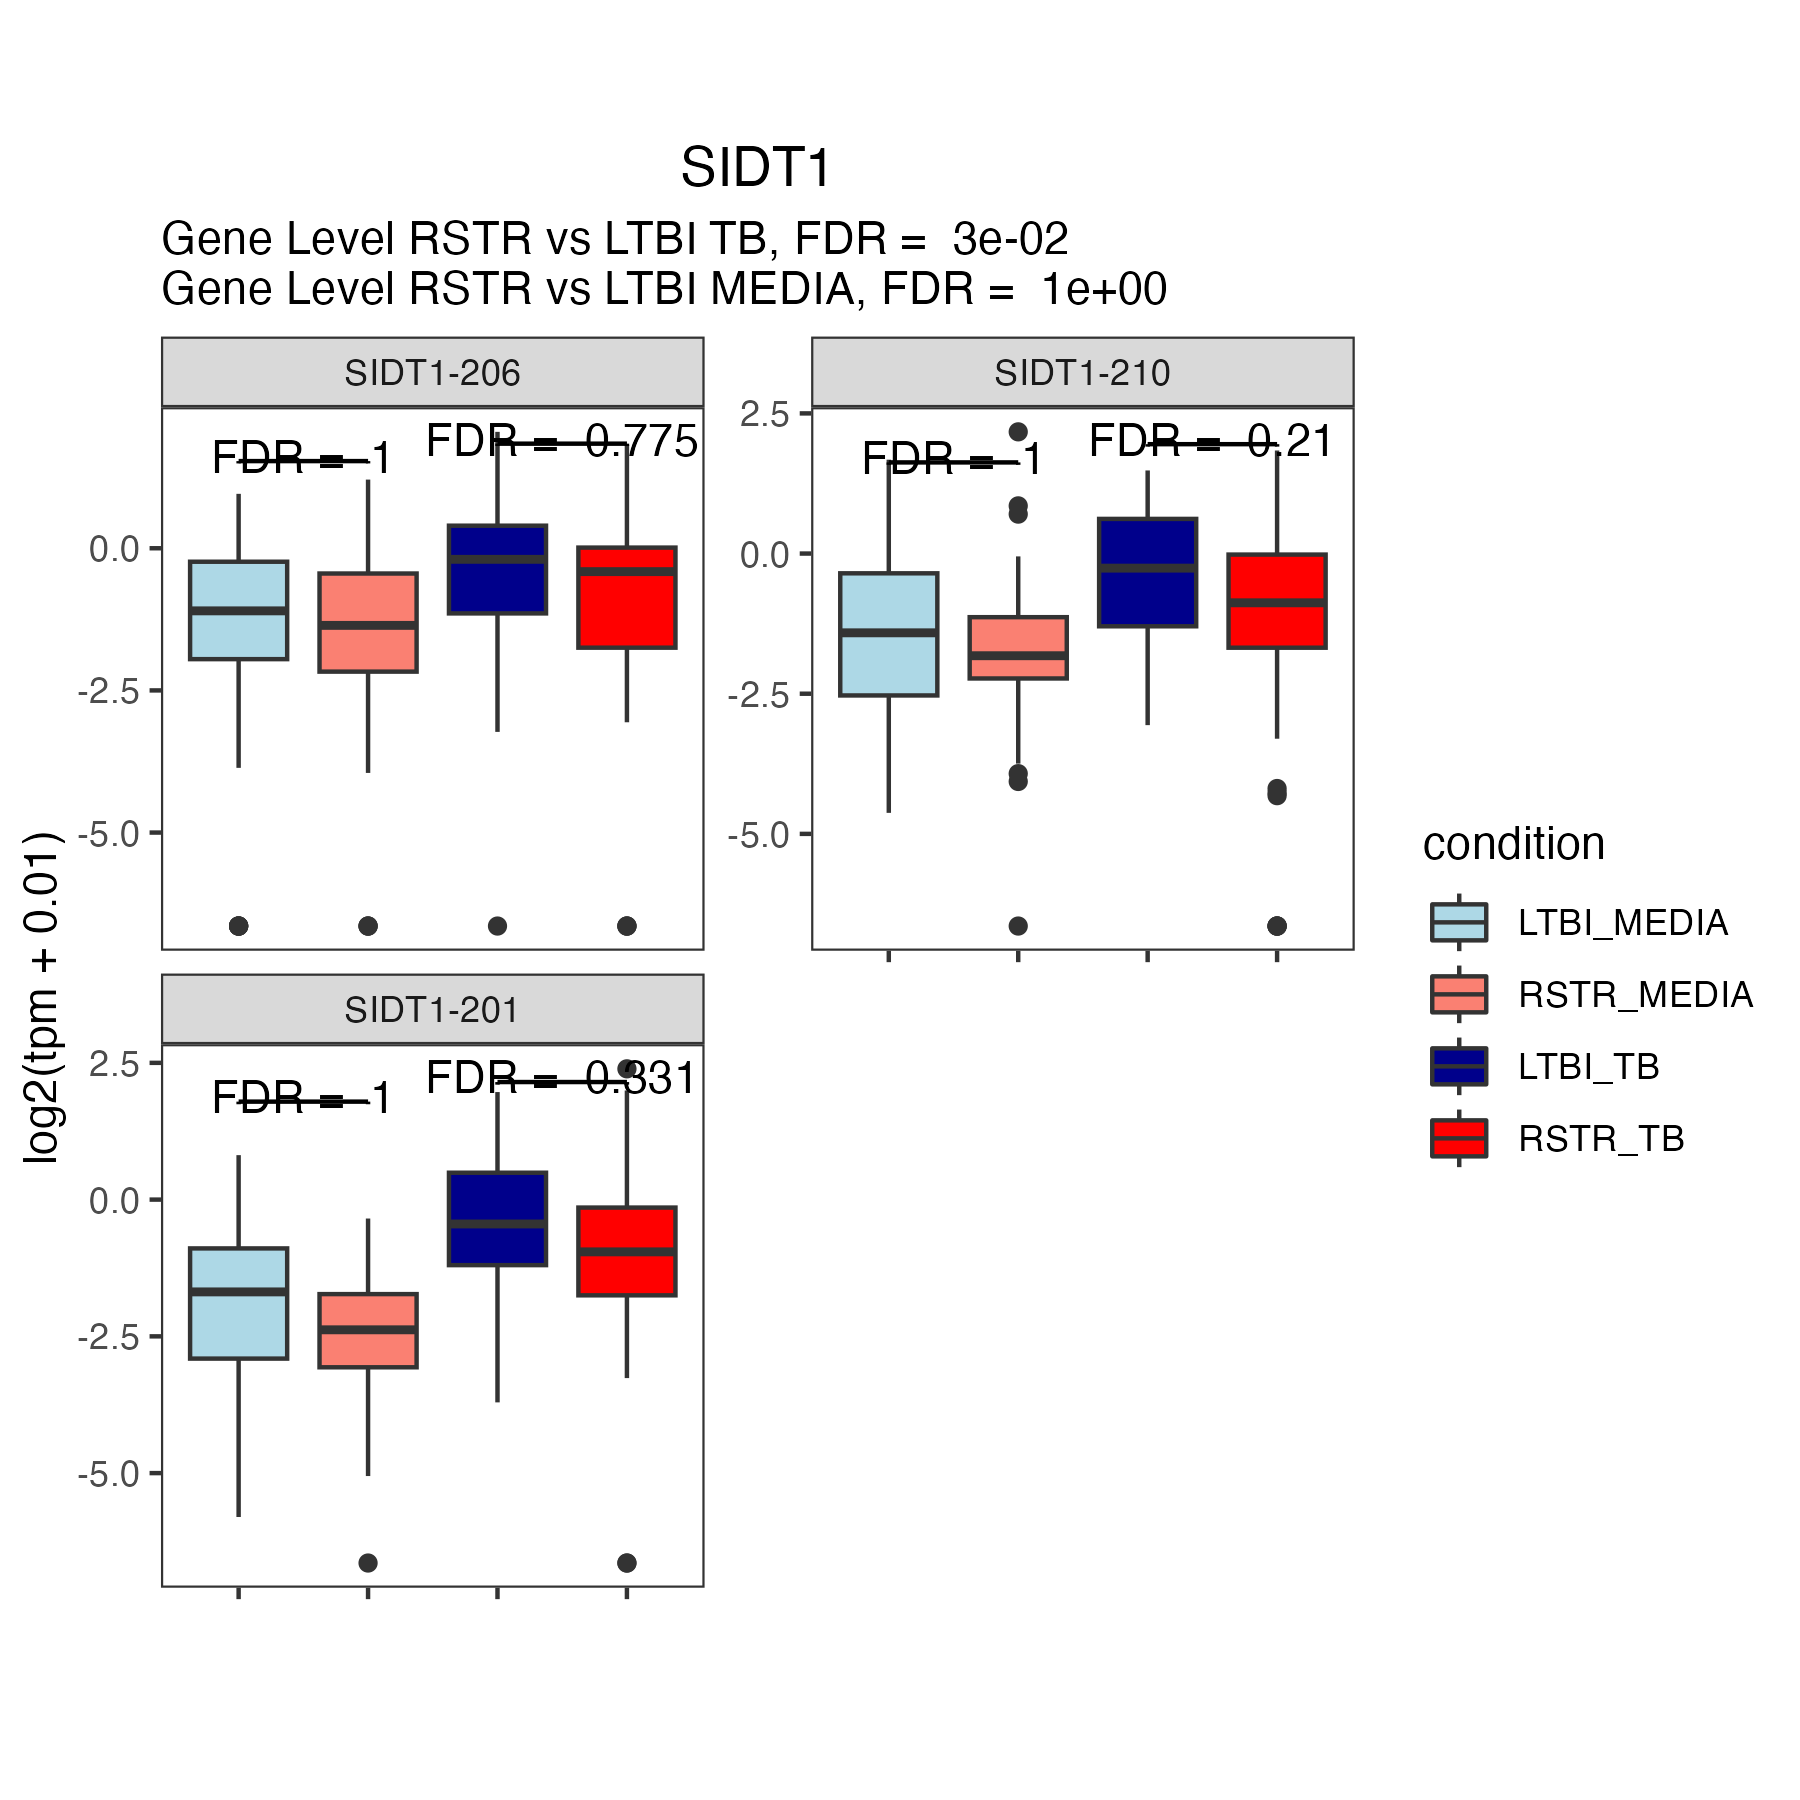 SIDT1
Gene Level RSTR vs LTBI TB, FDR =  3e-02
Gene Level RSTR vs LTBI MEDIA, FDR =  1e+00
SIDT1-206
FDR =  1
FDR =  0.775
0.0
-2.5
-5.0
SIDT1-210
2.5
FDR =  1
FDR =  0.21
0.0
-2.5
-5.0
SIDT1-201
2.5
FDR =  1
FDR =  0.331
0.0
-2.5
-5.0
log2(tpm + 0.01)
condition
LTBI_MEDIA
RSTR_MEDIA
LTBI_TB
RSTR_TB